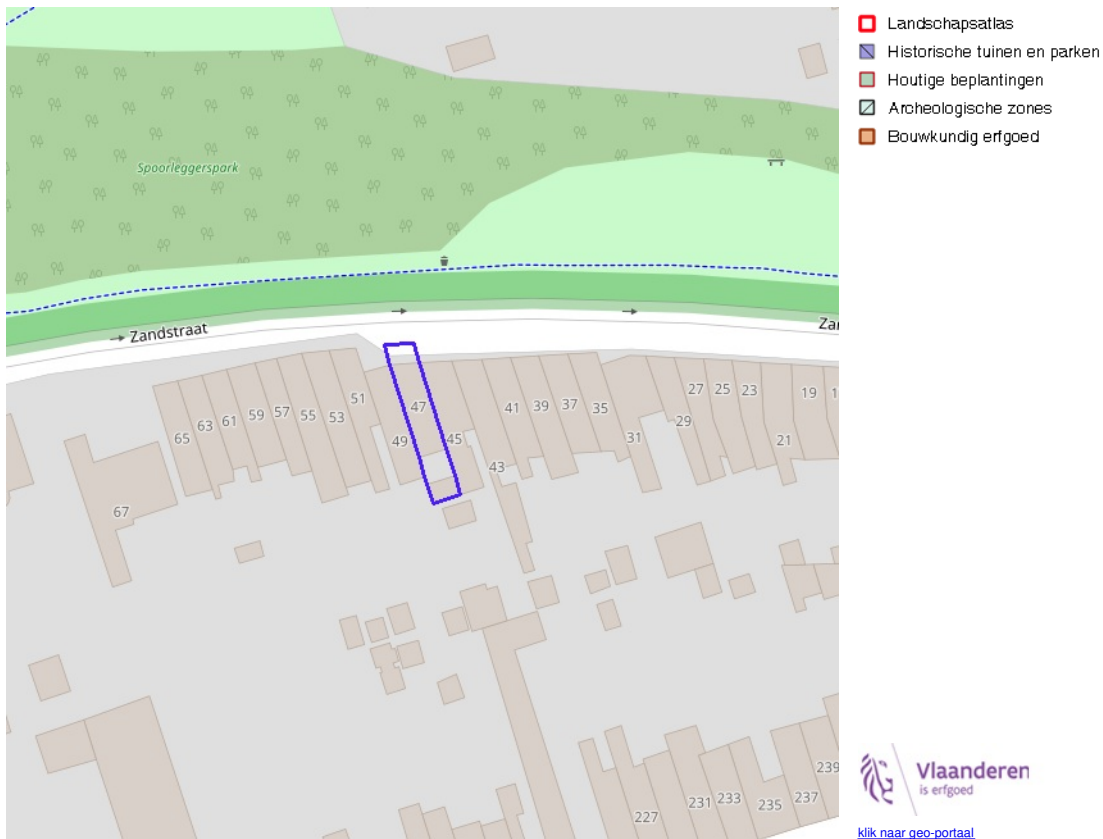 Landschapsatlas
Historische tuinen en parken
Houtige beplantingen
Archeologische zones
Bouwkundig erfgoed
Spoorleggerspark
Zandstraat
Zan
65
63
61
59
57
55
53
51
49
47
45
43
41
39
37
35
31
29
27
25
23
21
19
1
67
227
231
233
235
237
239
Vlaanderen
is erfgoed
klik naar geo-portaal